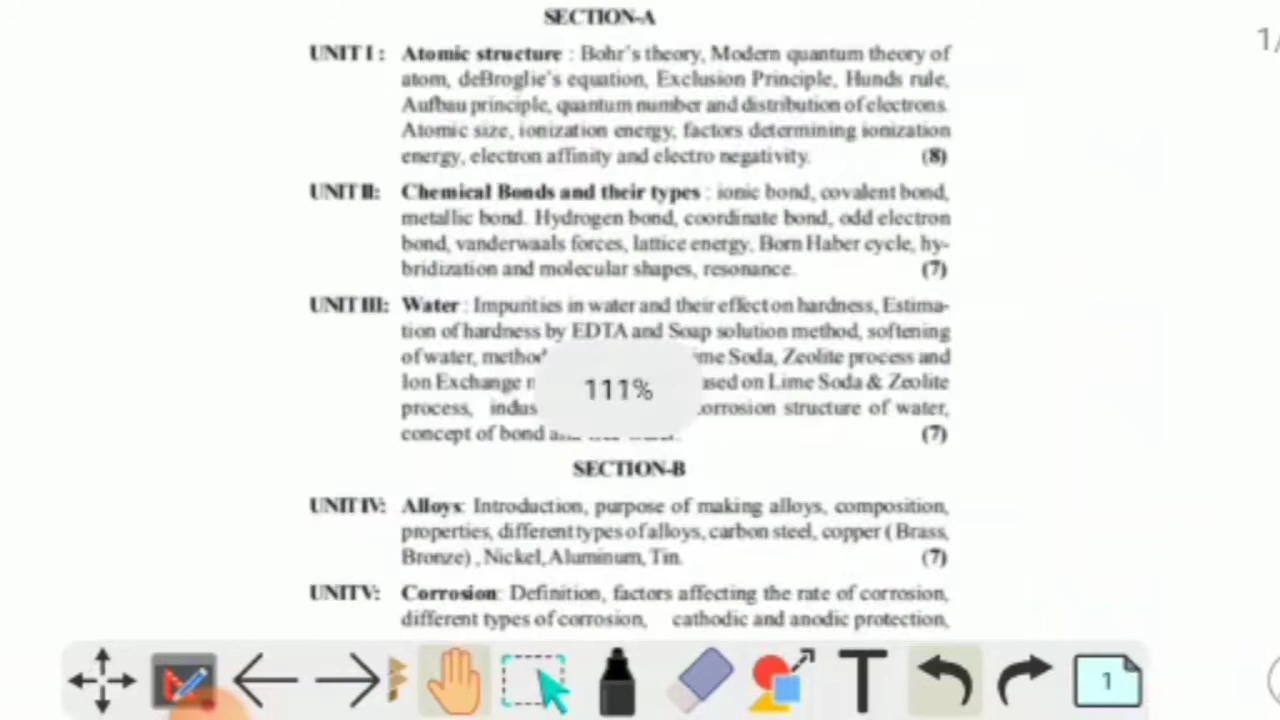 SECTION-A
1/
UNIT I : Atomic structure : Bohr's theory, Modern quantum theory of
atom, deBroglie's equation, Exclusion Principle, Hunds rule,
Aufbau principle, quantum number and distribution of electrons.
Atomic size, ionization energy, factors determining ionization
energy, electron affinity and electro negativity. (8)
UNIT II: Chemical Bonds and their types : ionic bond, covalent bond,
metallic bond. Hydrogen bond, coordinate bond, odd electron
bond, vanderwaals forces, lattice energy, Born Haber cycle, hy-
bridization and molecular shapes, resonance. (7)
UNIT III: Water : Impurities in water and their effect on hardness, Estima-
tion of hardness by EDTA and Soap solution method, softening
of water, Soda, Zeolite process and
Ion Exchange on Lime Soda & Zeolite
process, structure of water,
concept of bond (7)
111%
SECTION-B
UNIT IV: Alloys: Introduction, purpose of making alloys, composition,
properties, different types of alloys, carbon steel, copper ( Brass,
Bronze) , Nickel, Aluminum, Tin. (7)
UNIT V: Corrosion: Definition, factors affecting the rate of corrosion,
different types of corrosion, cathodic and anodic protection,
T
1